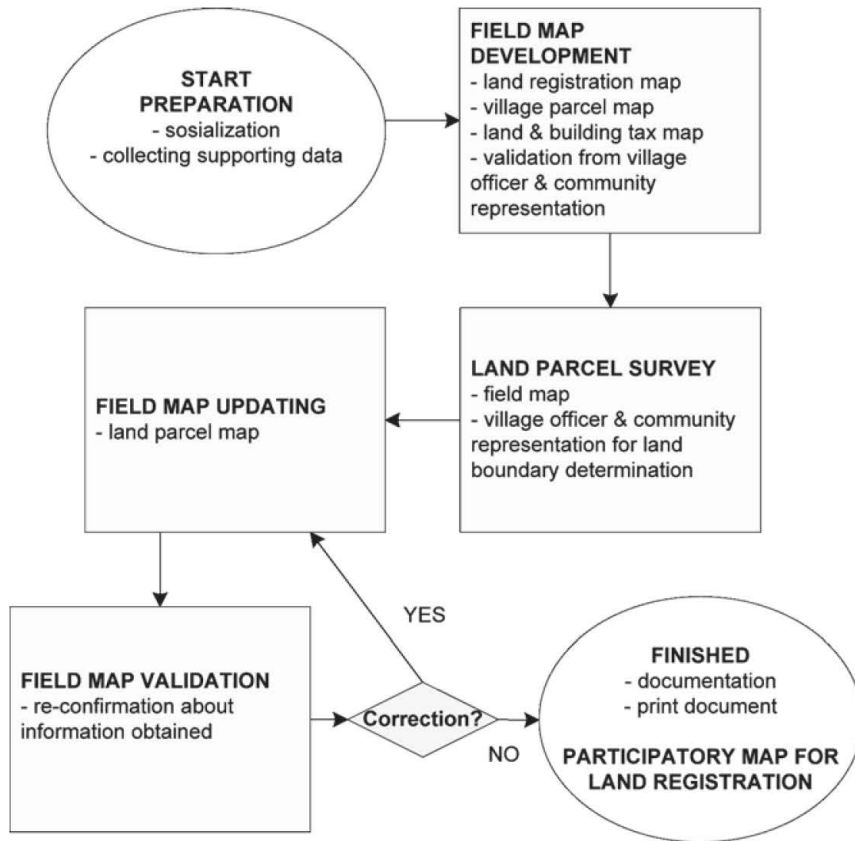 START
PREPARATION
- sosialization
- collecting supporting data
FIELD MAP
DEVELOPMENT
- land registration map
- village parcel map
- land & building tax map
- validation from village
officer & community
representation
LAND PARCEL SURVEY
- field map
- village officer & community
representation for land
boundary determination
FIELD MAP UPDATING
- land parcel map
FIELD MAP VALIDATION
- re-confirmation about
information obtained
Correction?
YES
NO
FINISHED
- documentation
- print document
PARTICIPATORY MAP FOR
LAND REGISTRATION